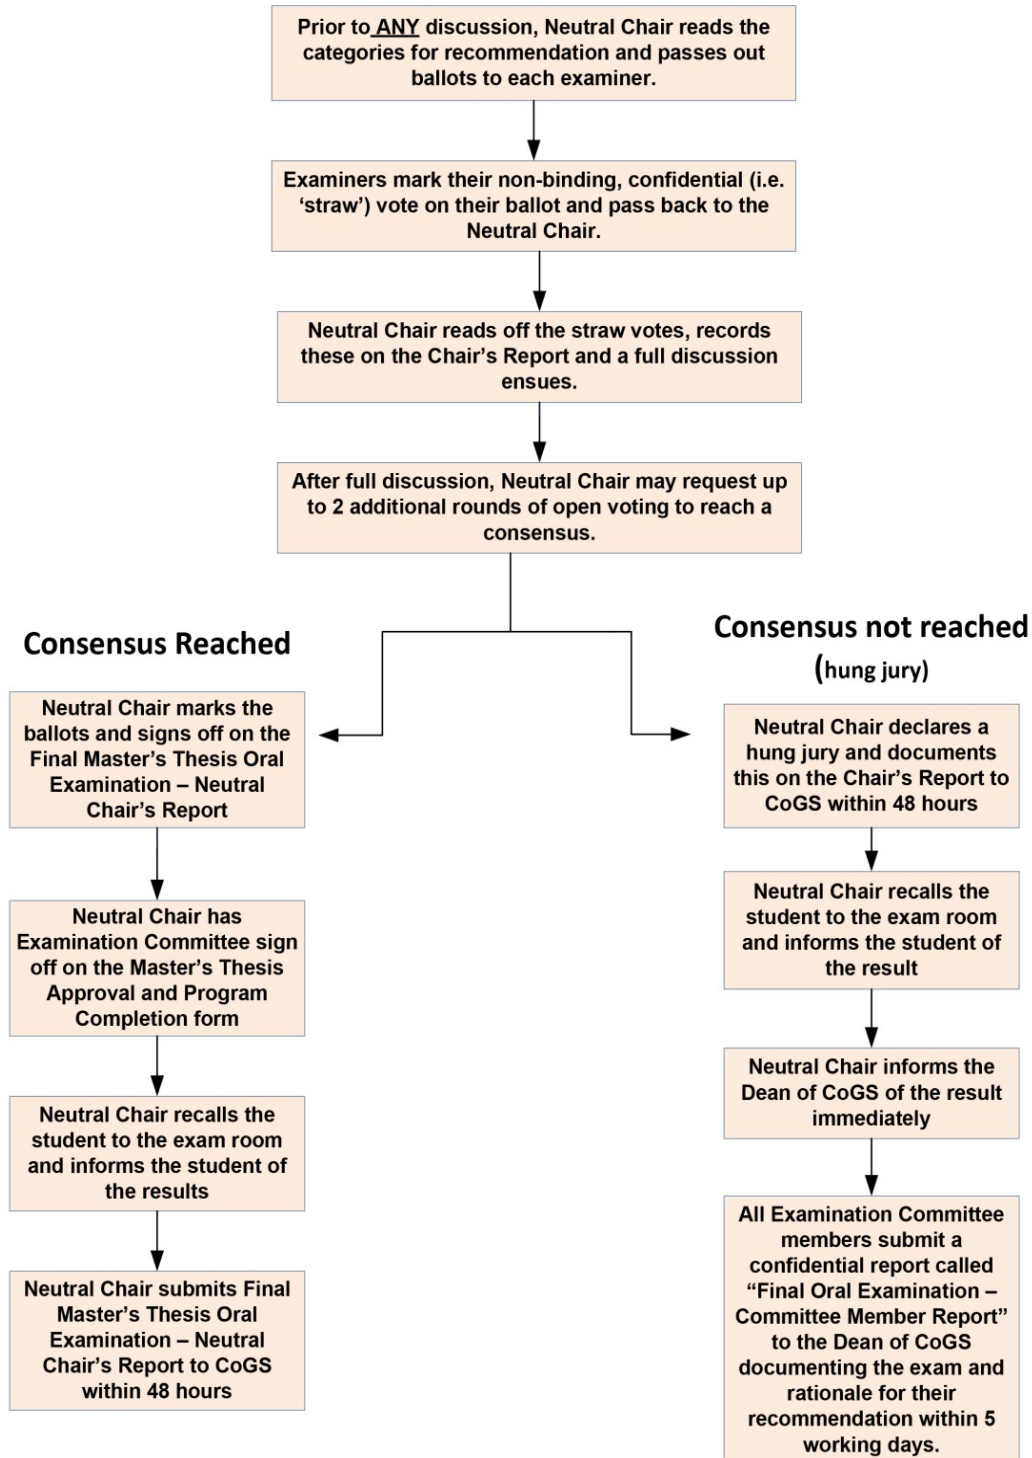 Prior to ANY discussion, Neutral Chair reads the
categories for recommendation and passes out
ballots to each examiner.
Examiners mark their non-binding, confidential (i.e.
‘straw’) vote on their ballot and pass back to the
Neutral Chair.
Neutral Chair reads off the straw votes, records
these on the Chair’s Report and a full discussion
ensues.
After full discussion, Neutral Chair may request up
to 2 additional rounds of open voting to reach a
consensus.
Consensus Reached
Neutral Chair marks the
ballots and signs off on the
Final Master’s Thesis Oral
Examination – Neutral
Chair’s Report
Neutral Chair has
Examination Committee sign
off on the Master’s Thesis
Approval and Program
Completion form
Neutral Chair recalls the
student to the exam room
and informs the student of
the results
Neutral Chair submits Final
Master’s Thesis Oral
Examination – Neutral
Chair’s Report to CoGS
within 48 hours
Consensus not reached
(hung jury)
Neutral Chair declares a
hung jury and documents
this on the Chair’s Report to
CoGS within 48 hours
Neutral Chair recalls the
student to the exam room
and informs the student of
the result
Neutral Chair informs the
Dean of CoGS of the result
immediately
All Examination Committee
members submit a
confidential report called
“Final Oral Examination –
Committee Member Report”
to the Dean of CoGS
documenting the exam and
rationale for their
recommendation within 5
working days.